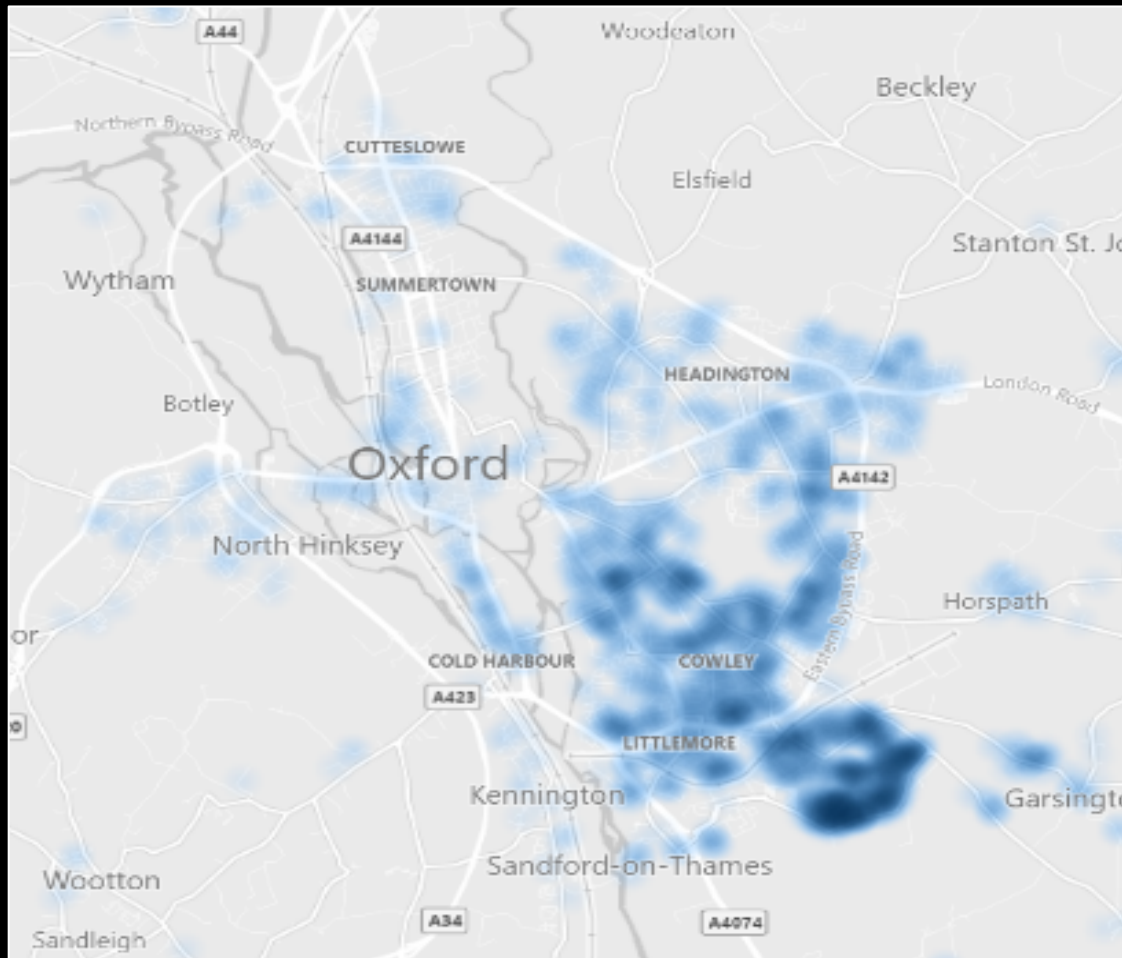 A44
Woodeaton
Beckley
Northern Bypass Road
CUTTESLOWE
Elsfield
A4144
Stanton St. Jo
Wytham
SUMMERTOWN
HEADINGTON
London Road
Botley
Oxford
A4142
North Hinksey
Eastern Bypass Road
Horspath
or
COLD HARBOUR
COWLEY
A423
LITTLEMORE
Kennington
Garsingt
Sandford-on-Thames
Wootton
A34
A4074
Sandleigh